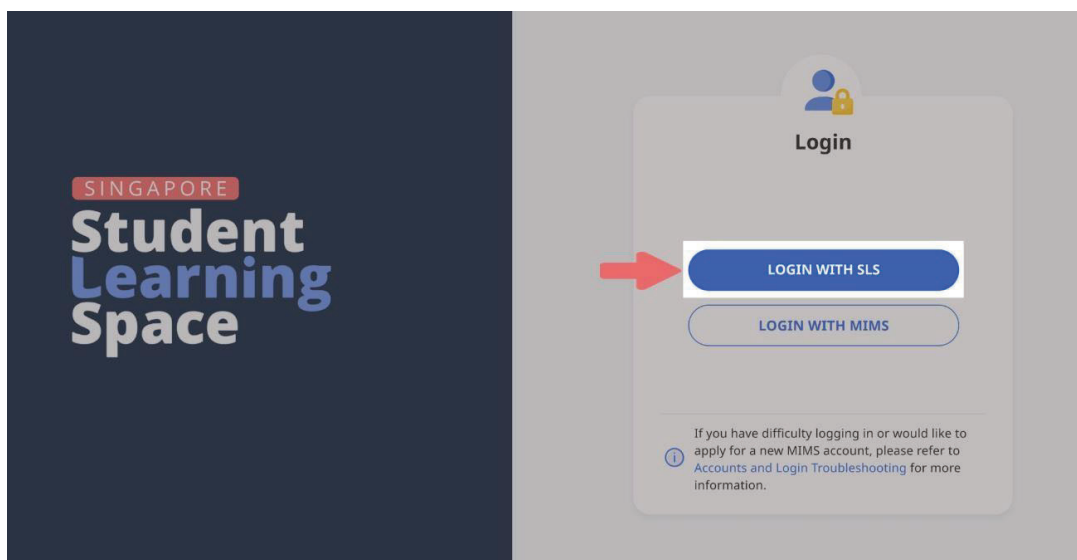 SINGAPORE
Student
Learning
Space
Login
LOGIN WITH SLS
LOGIN WITH MIMS
If you have difficulty logging in or would like to
apply for a new MIMS account, please refer to
Accounts and Login Troubleshooting for more
information.